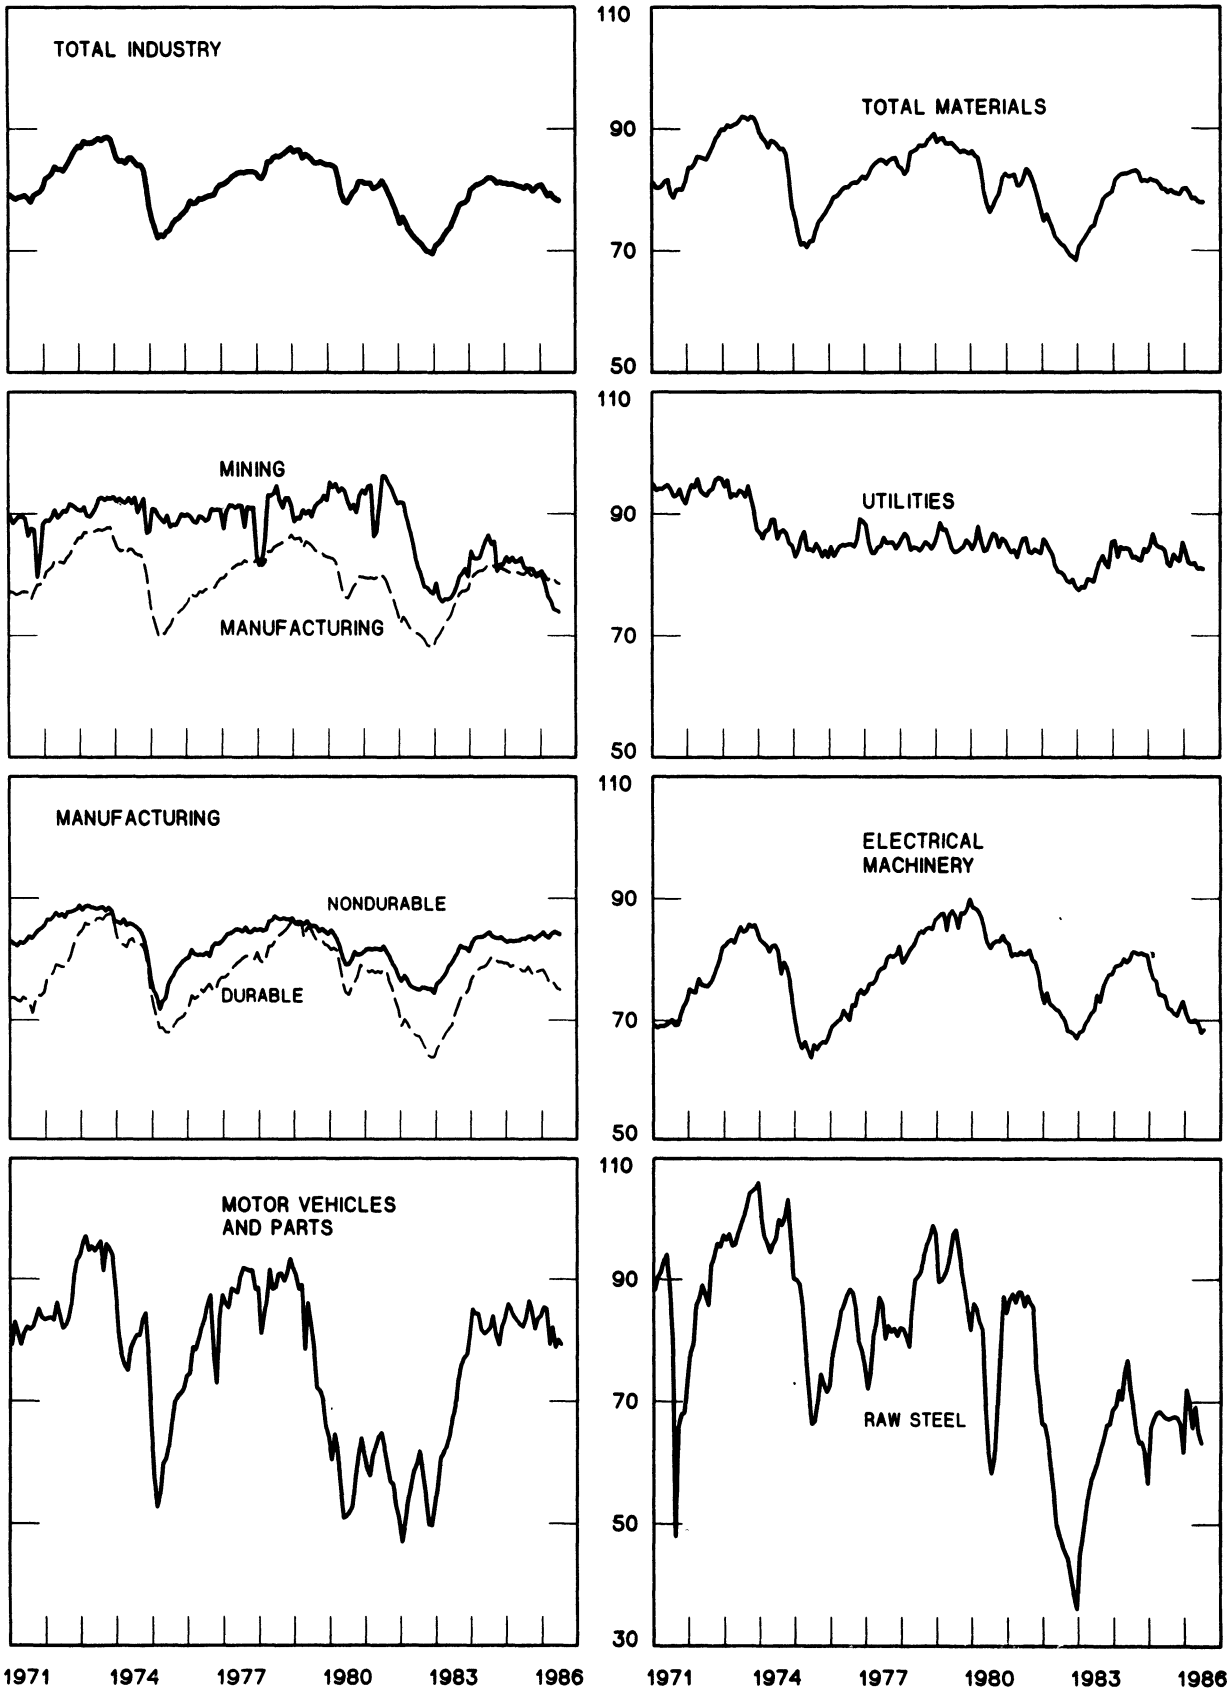 110
TOTAL INDUSTRY
TOTAL MATERIALS
90
70
50
110
MINING
UTILITIES
90
MANUFACTURING
70
50
110
MANUFACTURING
ELECTRICAL
MACHINERY
NONDURABLE
90
DURABLE
70
50
110
MOTOR VEHICLES
AND PARTS
90
70
RAW STEEL
50
30
1971 1974 1977 1980 1983 1986 1971 1974 1977 1980 1983 1986